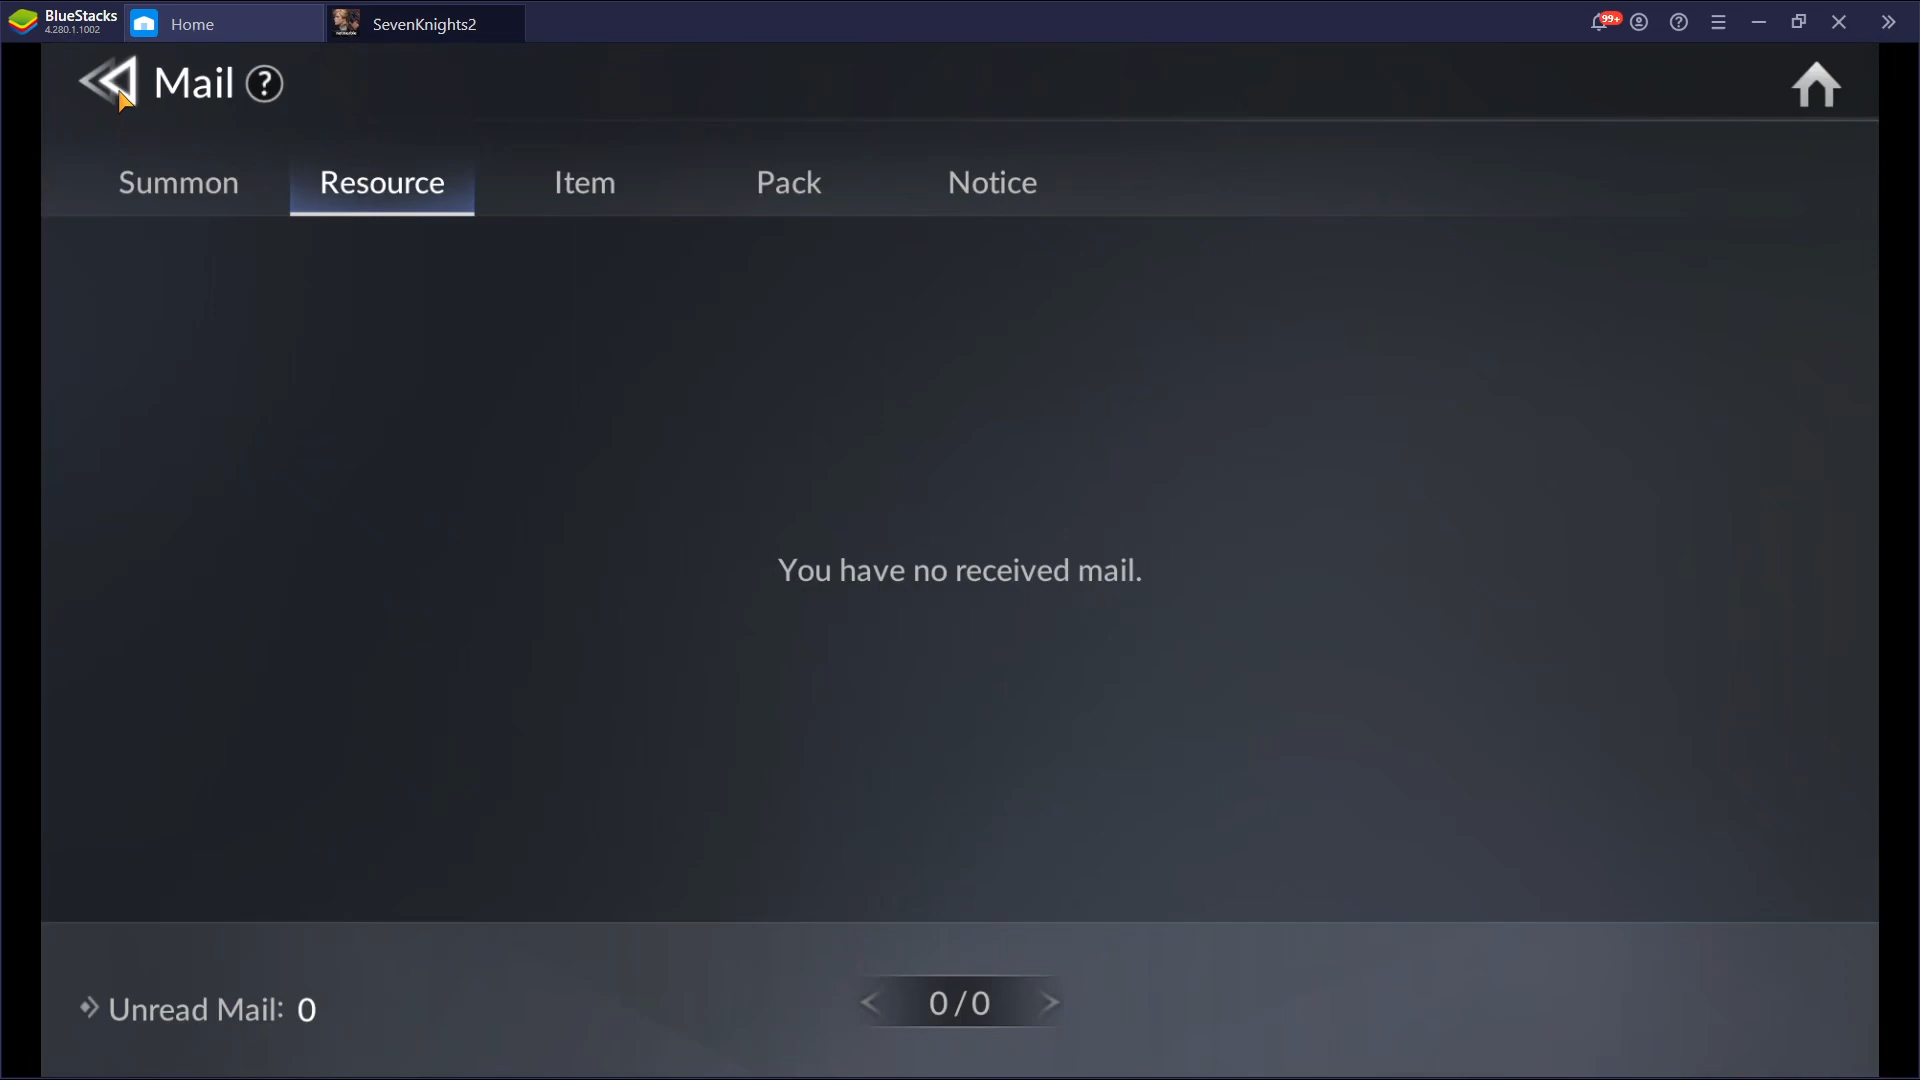 BlueStacks
4.280.1.1002
Home
SevenKnights2
99+
Mail ?
Summon
Resource
Item
Pack
Notice
You have no received mail.
Unread Mail: 0
0/0